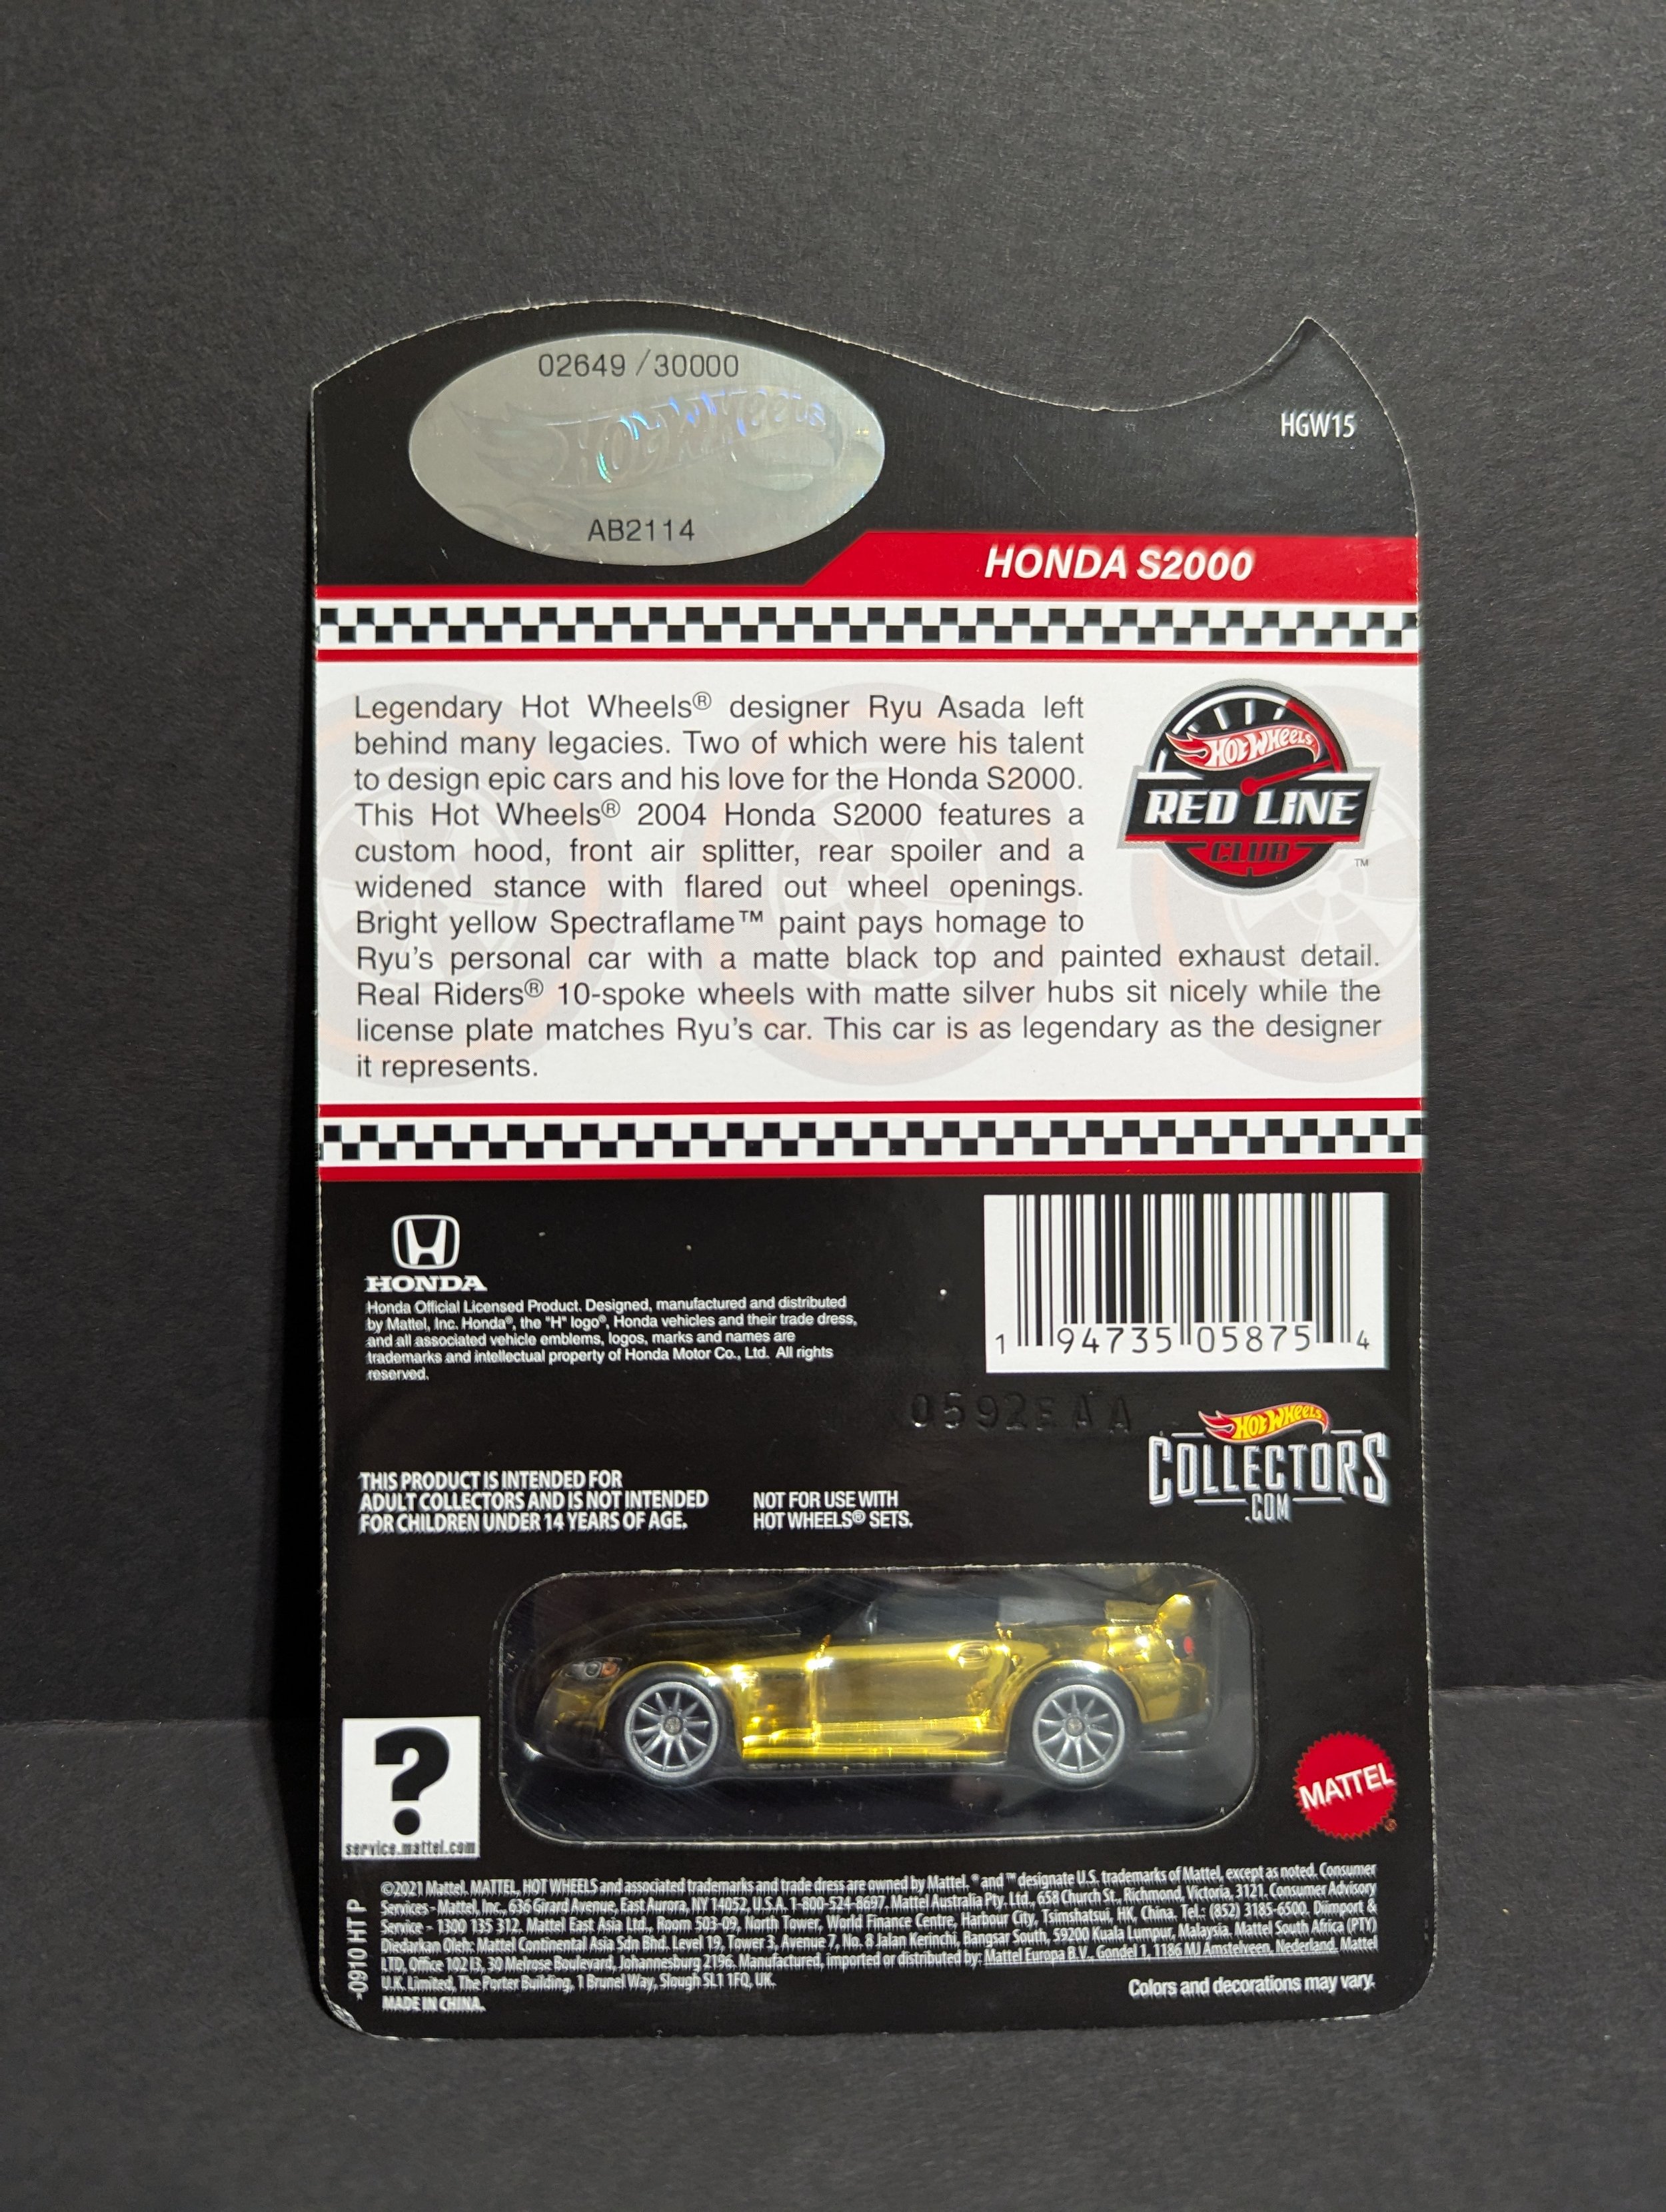 02649 /30000
Hot Wheels
AB2114
HGW15
HONDA S2000
Legendary Hot Wheels® designer Ryu Asada left
behind many legacies. Two of which were his talent
to design epic cars and his love for the Honda S2000.
This Hot Wheels® 2004 Honda S2000 features a
custom hood, front air splitter, rear spoiler and a
widened stance with flared out wheel openings.
Bright yellow Spectraflame™ paint pays homage to
Ryu's personal car with a matte black top and painted exhaust detail.
Real Riders® 10-spoke wheels with matte silver hubs sit nicely while the
license plate matches Ryu's car. This car is as legendary as the designer
it represents.
Hot Wheels
RED LINE
CLUB™
HONDA
Honda Official Licensed Product. Designed, manufactured and distributed
by Mattel, Inc. Honda®, the "H" logo®, Honda vehicles and their trade dress,
and all associated vehicle emblems, logos, marks and names are
trademarks and intellectual property of Honda Motor Co., Ltd. All rights
reserved.
1 94735 05875 4
0592EAA
Hot Wheels
COLLECTORS
.COM
THIS PRODUCT IS INTENDED FOR
ADULT COLLECTORS AND IS NOT INTENDED
FOR CHILDREN UNDER 14 YEARS OF AGE.
NOT FOR USE WITH
HOT WHEELS® SETS.
?
service.mattel.com
MATTEL®
-0910 HT P
©2021 Mattel. MATTEL, HOT WHEELS and associated trademarks and trade dress are owned by Mattel. ® and ™ designate U.S. trademarks of Mattel, except as noted. Consumer
Services - Mattel, Inc., 636 Girard Avenue, East Aurora, NY 14052, U.S.A. 1-800-524-8697. Mattel Australia Pty. Ltd., 658 Church St., Richmond, Victoria, 3121. Consumer Advisory
Service - 1300 135 312. Mattel East Asia Ltd., Room 503-09, North Tower, World Finance Centre, Harbour City, Tsimshatsui, HK, China. Tel.: (852) 3185-6500. Diimport &
Diedarkan Oleh: Mattel Continental Asia Sdn Bhd. Level 19, Tower 3, Avenue 7, No. 8 Jalan Kerinchi, Bangsar South, 59200 Kuala Lumpur, Malaysia. Mattel South Africa (PTY)
LTD, Office 102 I3, 30 Melrose Boulevard, Johannesburg 2196. Manufactured, imported or distributed by: Mattel Europa B.V., Gondel 1, 1186 MJ Amstelveen, Nederland. Mattel
U.K. Limited, The Porter Building, 1 Brunel Way, Slough SL1 1FQ, UK.
MADE IN CHINA.
Colors and decorations may vary.